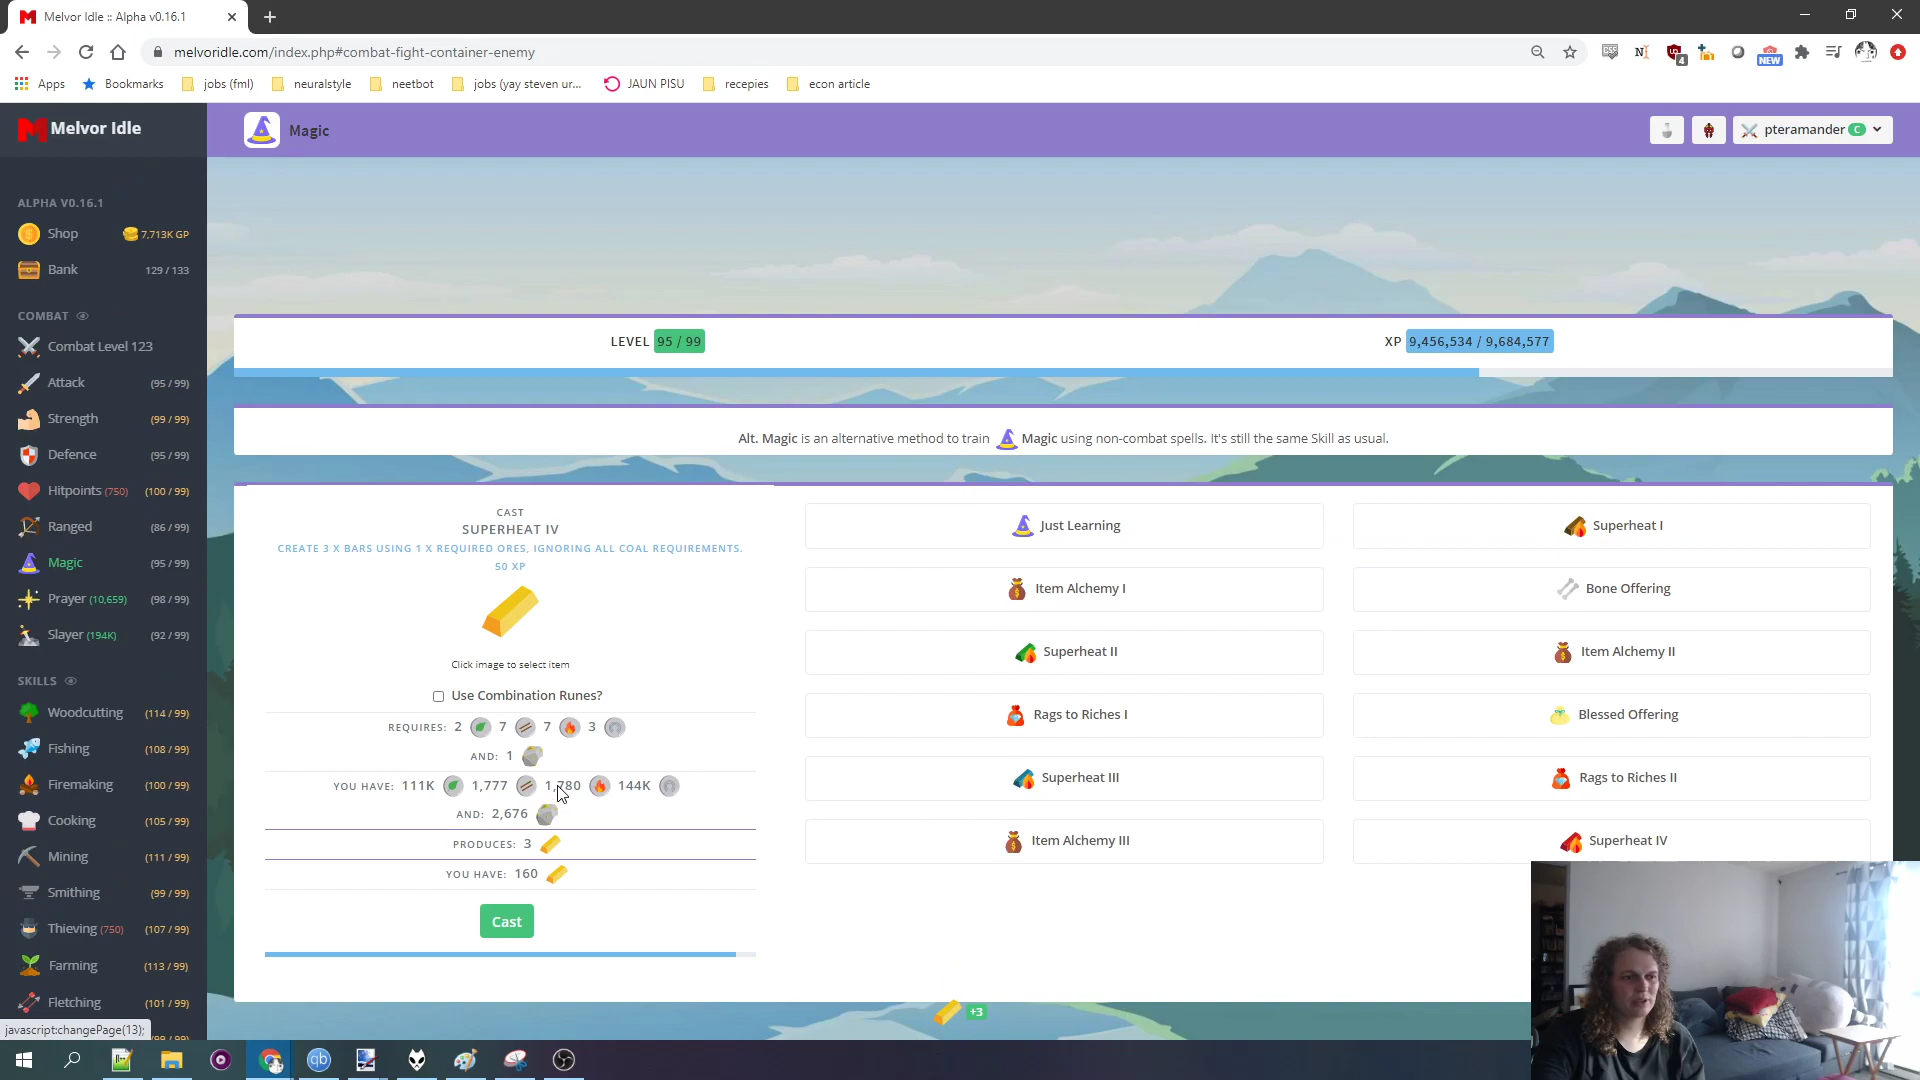 Melvor Idle :: Alpha v0.16.1
melvoridle.com/index.php#combat-fight-container-enemy
4
NEW
Apps
Bookmarks
jobs (fml)
neuralstyle
neetbot
jobs (yay steven ur...
JAUN PISU
recepies
econ article
Melvor Idle
Magic
pteramander C
ALPHA V0.16.1
Shop 7,713K GP
Bank 129 / 133
COMBAT
Combat Level 123
Attack (95 / 99)
Strength (99 / 99)
Defence (95 / 99)
Hitpoints (750) (100 / 99)
Ranged (86 / 99)
Magic (95 / 99)
Prayer (10,659) (98 / 99)
Slayer (194K) (92 / 99)
SKILLS
Woodcutting (114 / 99)
Fishing (108 / 99)
Firemaking (100 / 99)
Cooking (105 / 99)
Mining (111 / 99)
Smithing (99 / 99)
Thieving (750) (107 / 99)
Farming (113 / 99)
Fletching (101 / 99)
javascript:changePage(13);
LEVEL 95 / 99
XP 9,456,534 / 9,684,577
Alt. Magic is an alternative method to train Magic using non-combat spells. It's still the same Skill as usual.
CAST
SUPERHEAT IV
CREATE 3 X BARS USING 1 X REQUIRED ORES, IGNORING ALL COAL REQUIREMENTS.
50 XP
Click image to select item
Use Combination Runes?
REQUIRES: 2 7 7 3
AND: 1
YOU HAVE: 111K 1,777 1,780 144K
AND: 2,676
PRODUCES: 3
YOU HAVE: 160
Cast
Just Learning
Superheat I
Item Alchemy I
Bone Offering
Superheat II
Item Alchemy II
Rags to Riches I
Blessed Offering
Superheat III
Rags to Riches II
Item Alchemy III
Superheat IV
+3
qb